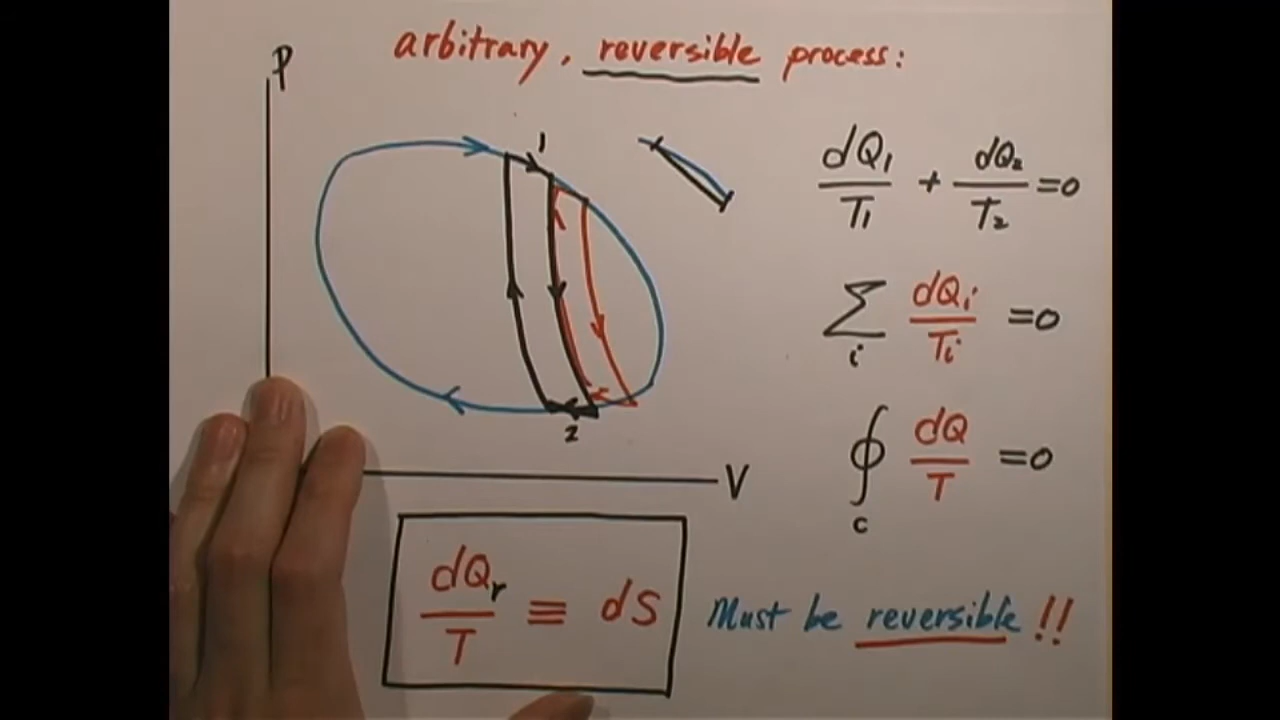 arbitrary, reversible process:
P
1
2
V
dQ₁/T₁ + dQ₂/T₂ = 0
∑ᵢ dQᵢ/Tᵢ = 0
∮c dQ/T = 0
dQr/T ≡ dS
Must be reversible !!